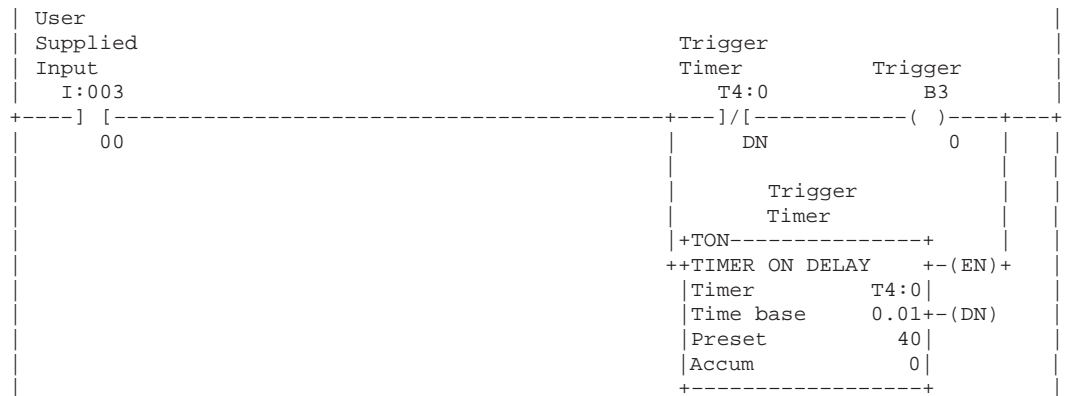 User
Supplied Trigger
Input Timer Trigger
I:003 T4:0 B3
] [ ]/[ ( )
00 DN 0
Trigger
Timer
TON
TIMER ON DELAY (EN)
Timer T4:0
Time base 0.01 (DN)
Preset 40
Accum 0